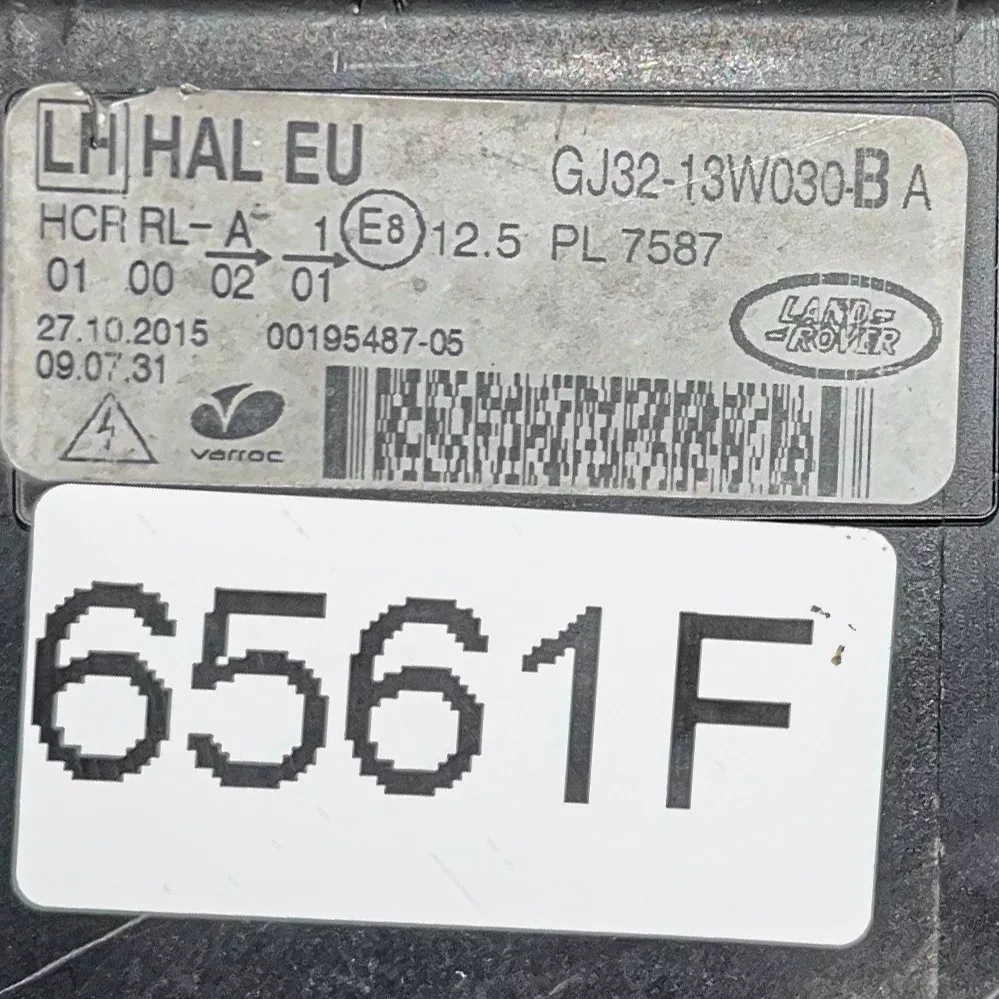 LH HAL EU GJ32-13W030-B A
HCR RL- A 1 E8 12.5 PL 7587
01 00 02 01
27.10.2015 00195487-05
09.07.31
LAND-
-ROVER
varroc
6561F